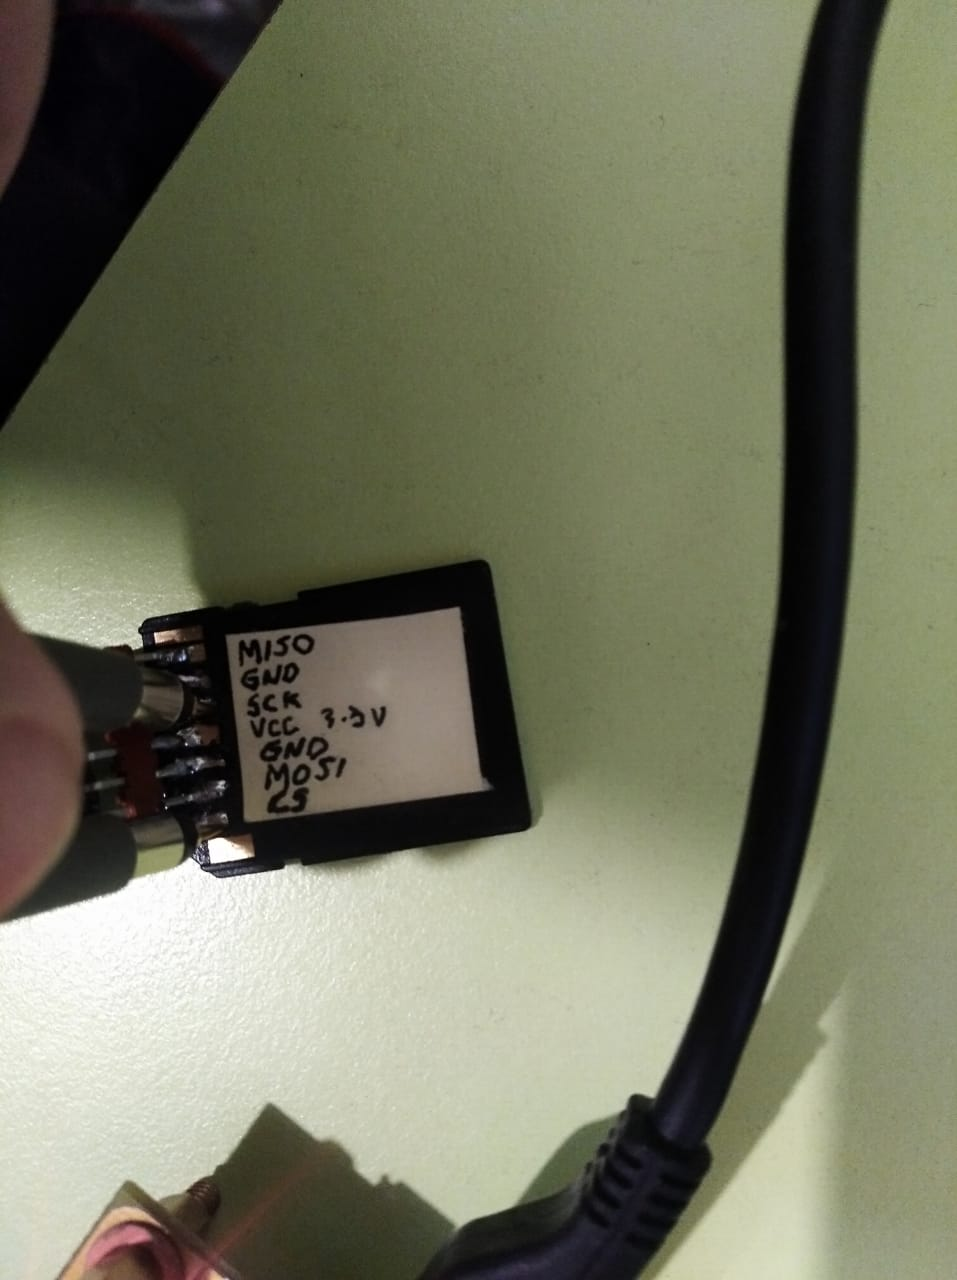 MISO
GND
SCK
VCC 3.3V
GND
MOSI
CS